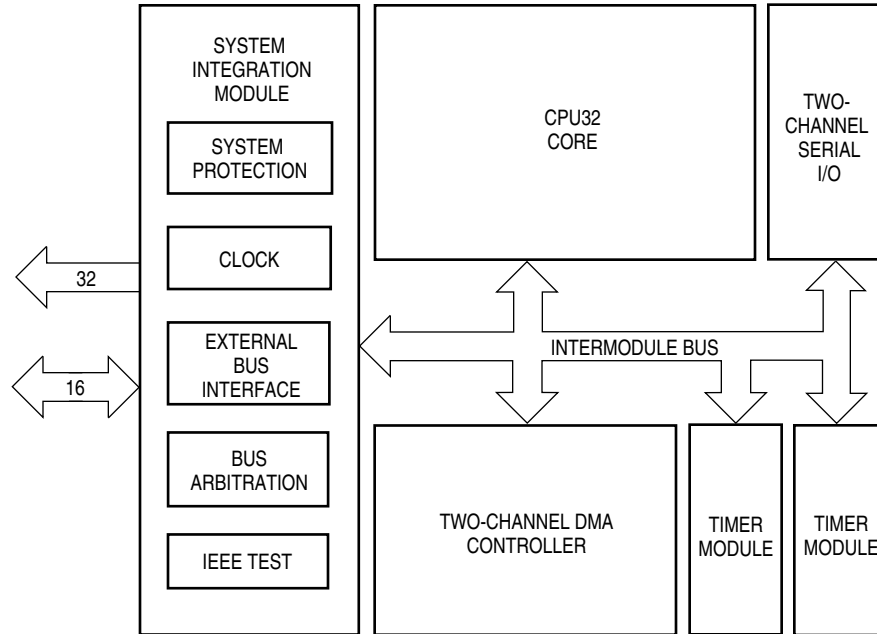 SYSTEM
INTEGRATION
MODULE
SYSTEM
PROTECTION
CLOCK
EXTERNAL
BUS
INTERFACE
BUS
ARBITRATION
IEEE TEST
32
16
CPU32
CORE
TWO-
CHANNEL
SERIAL
I/O
INTERMODULE BUS
TWO-CHANNEL DMA
CONTROLLER
TIMER
MODULE
TIMER
MODULE